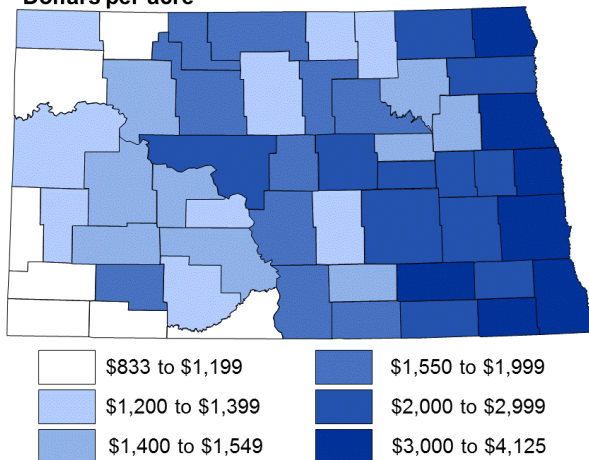 Dollars per acre
$833 to $1,199
$1,200 to $1,399
$1,400 to $1,549
$1,550 to $1,999
$2,000 to $2,999
$3,000 to $4,125